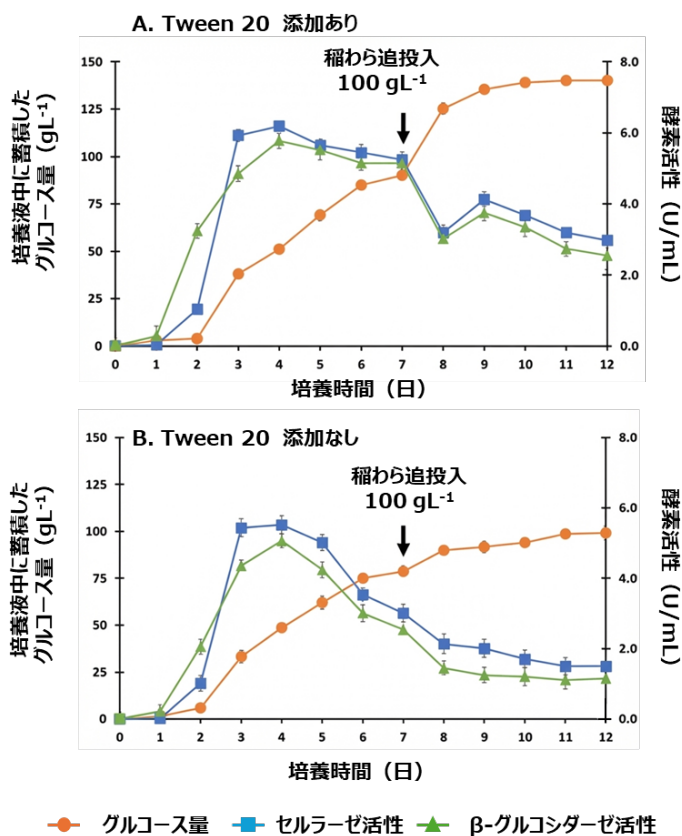 A. Tween 20 添加あり
稲わら追投入
100 gL⁻¹
培養液中に蓄積した
グルコース量(gL⁻¹)
150
125
100
75
50
25
0
8.0
6.0
4.0
2.0
0.0
酵素活性(U/mL)
0 1 2 3 4 5 6 7 8 9 10 11 12
培養時間(日)
B. Tween 20 添加なし
稲わら追投入
100 gL⁻¹
培養液中に蓄積した
グルコース量(gL⁻¹)
150
125
100
75
50
25
0
8.0
6.0
4.0
2.0
0.0
酵素活性(U/mL)
0 1 2 3 4 5 6 7 8 9 10 11 12
培養時間(日)
グルコース量 セルラーゼ活性 β-グルコシダーゼ活性